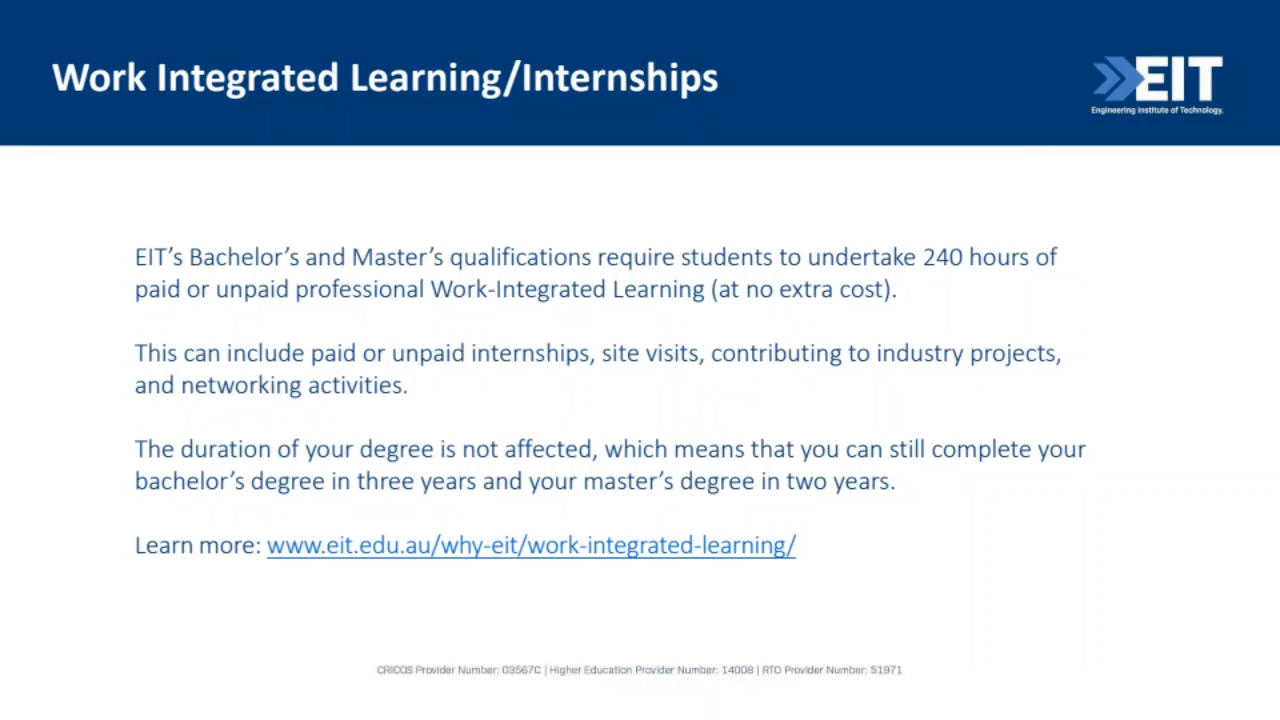 Work Integrated Learning/Internships
EIT
Engineering Institute of Technology.
EIT’s Bachelor’s and Master’s qualifications require students to undertake 240 hours of
paid or unpaid professional Work-Integrated Learning (at no extra cost).
This can include paid or unpaid internships, site visits, contributing to industry projects,
and networking activities.
The duration of your degree is not affected, which means that you can still complete your
bachelor’s degree in three years and your master’s degree in two years.
Learn more: www.eit.edu.au/why-eit/work-integrated-learning/
CRICOS Provider Number: 03567C | Higher Education Provider Number: 14008 | RTO Provider Number: 51971